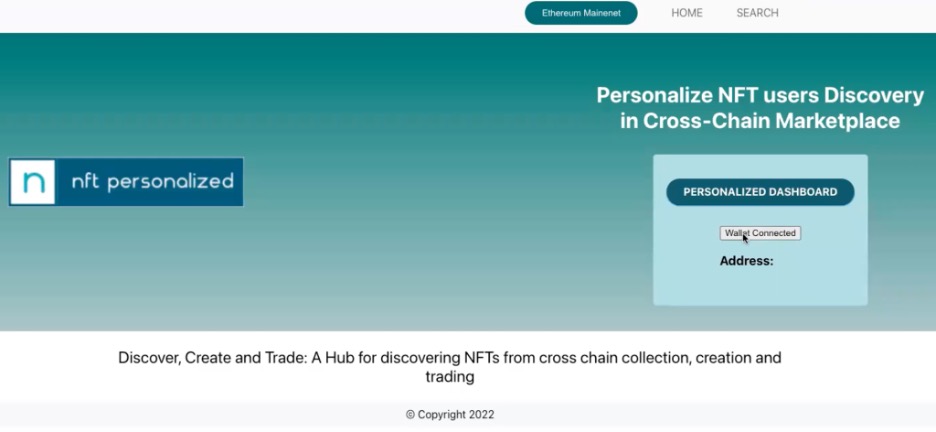 Ethereum Mainenet
HOME
SEARCH
Personalize NFT users Discovery
in Cross-Chain Marketplace
n
nft personalized
PERSONALIZED DASHBOARD
Wallet Connected
Address:
Discover, Create and Trade: A Hub for discovering NFTs from cross chain collection, creation and
trading
© Copyright 2022